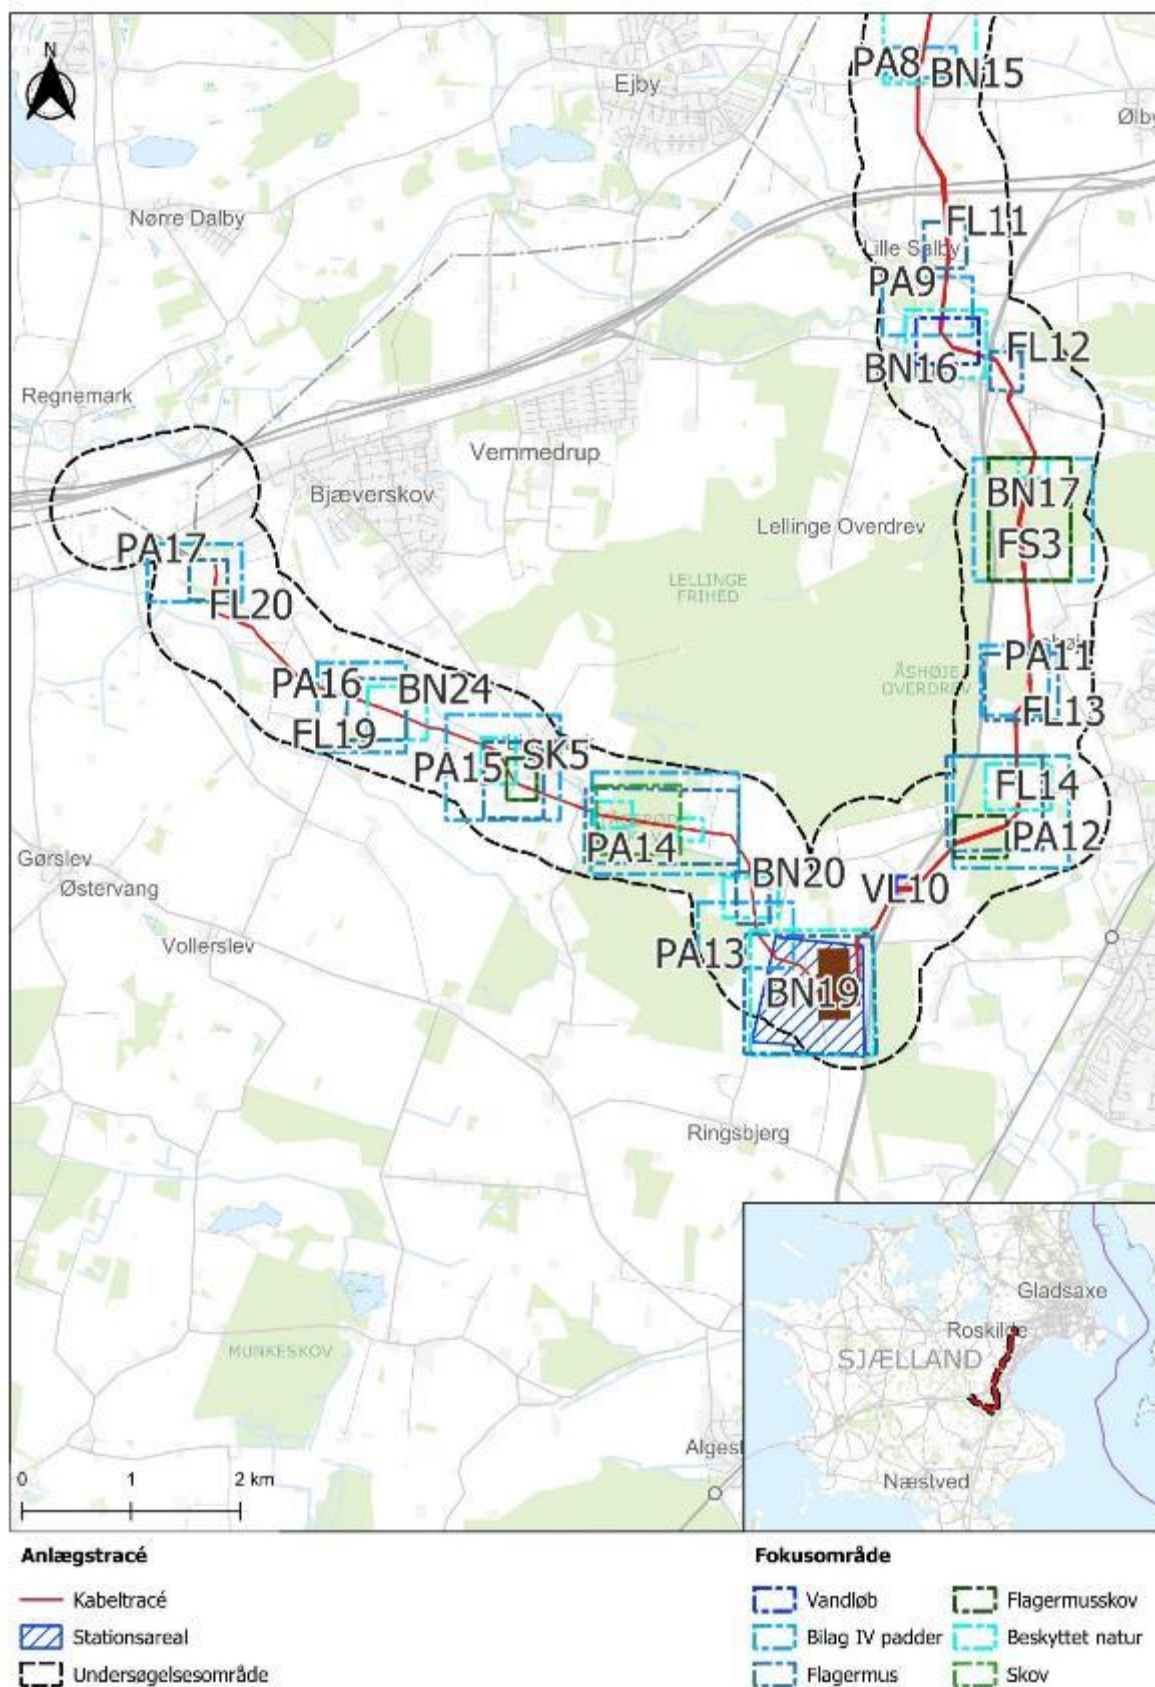 N
PA8
BN15
Ejby
Nørre Dalby
FL11
Lille Salby
PA9
BN16
FL12
Regnemark
Vemmedrup
Bjæverskov
BN17
Lellinge Overdrev
FS3
PA17
LELLINGE
FRIHED
FL20
PA11
ÅSHØJE
OVERDREV
PA16
BN24
FL13
FL19
SK5
PA15
FL14
PA14
PA12
Gørslev
Østervang
BN20
VL10
Vollerslev
PA13
BN19
Ringsbjerg
MUNKESKOV
Gladsaxe
Roskilde
SJÆLLAND
Næstved
0 1 2 km
Anlægstracé
Kabeltracé
Stationsareal
Undersøgelsesområde
Fokusområde
Vandløb
Flagermusskov
Bilag IV padder
Beskyttet natur
Flagermus
Skov